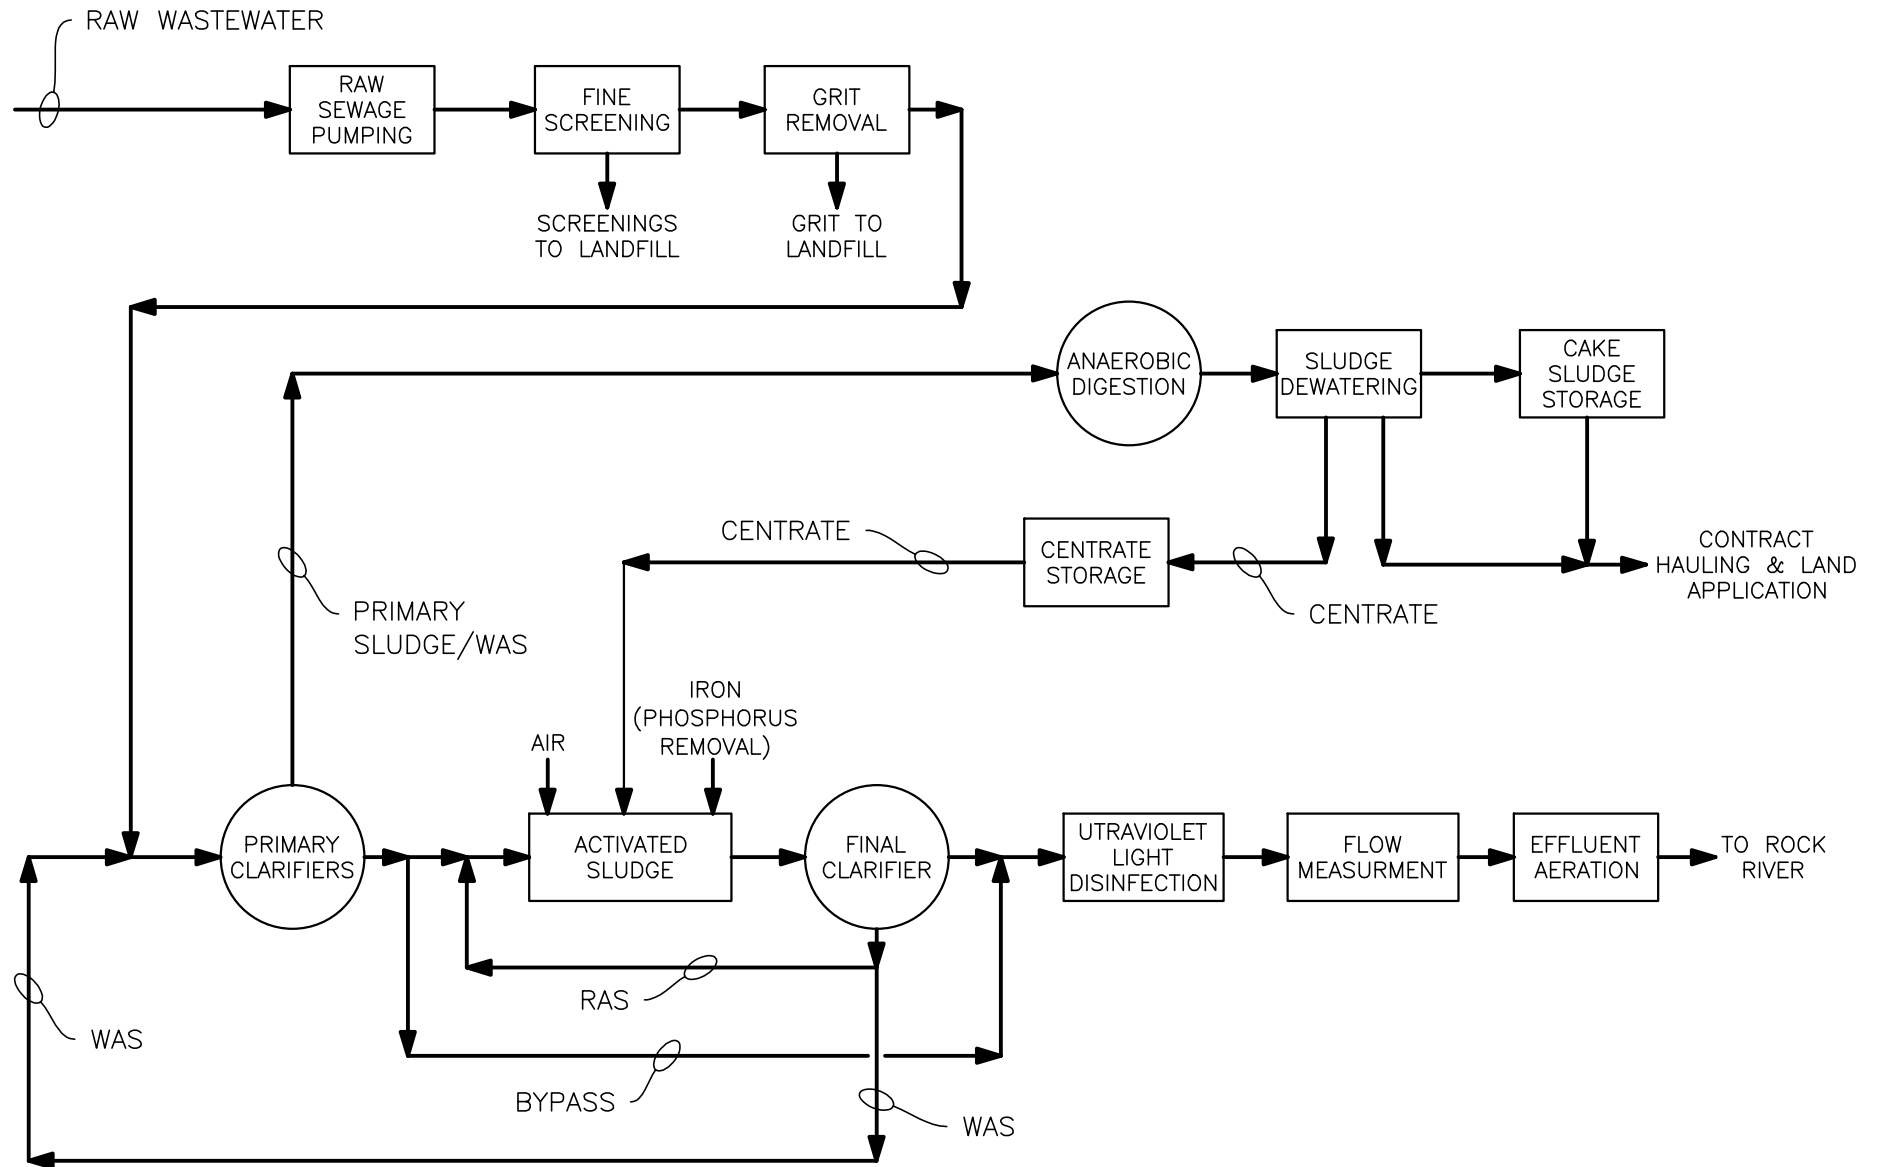 RAW WASTEWATER
RAW
SEWAGE
PUMPING
FINE
SCREENING
GRIT
REMOVAL
SCREENINGS
TO LANDFILL
GRIT TO
LANDFILL
ANAEROBIC
DIGESTION
SLUDGE
DEWATERING
CAKE
SLUDGE
STORAGE
CENTRATE
CENTRATE
STORAGE
CENTRATE
CONTRACT
HAULING & LAND
APPLICATION
PRIMARY
SLUDGE/WAS
AIR
IRON
(PHOSPHORUS
REMOVAL)
PRIMARY
CLARIFIERS
ACTIVATED
SLUDGE
FINAL
CLARIFIER
UTRAVIOLET
LIGHT
DISINFECTION
FLOW
MEASURMENT
EFFLUENT
AERATION
TO ROCK
RIVER
RAS
WAS
BYPASS
WAS